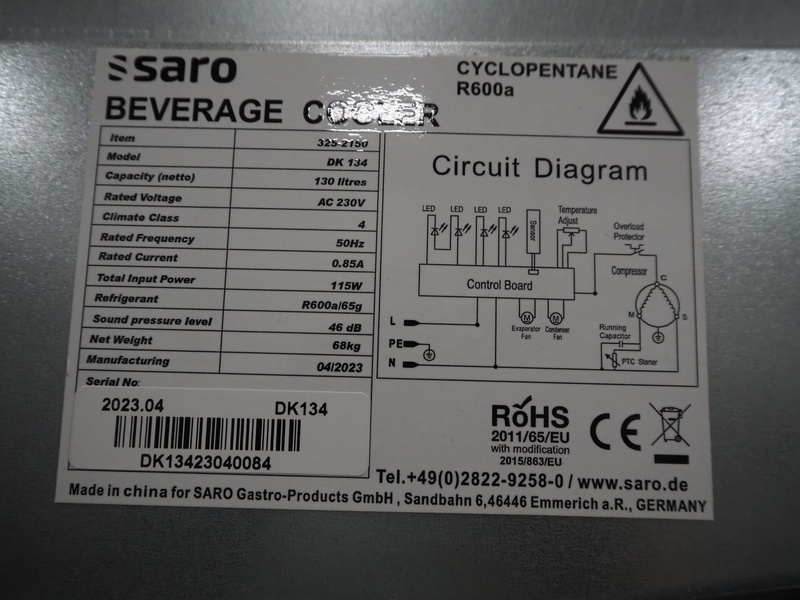 saro
CYCLOPENTANE
R600a
BEVERAGE COOLER
Item 325-2150
Model DK 134
Capacity (netto) 130 litres
Rated Voltage AC 230V
Climate Class 4
Rated Frequency 50Hz
Rated Current 0.85A
Total Input Power 115W
Refrigerant R600a/65g
Sound pressure level 46 dB
Net Weight 68kg
Manufacturing 04/2023
Serial No:
2023.04 DK134
DK13423040084
Circuit Diagram
LED LED LED LED
Sensor
Temperature
Adjust
Overload
Protector
Compressor
Control Board
C
M S
L
M M
Evaporator
Fan
Condenser
Fan
Running
Capacitor
PE
PTC Starter
N
RoHS
2011/65/EU
with modification
2015/863/EU
CE
Tel.+49(0)2822-9258-0 / www.saro.de
Made in china for SARO Gastro-Products GmbH , Sandbahn 6,46446 Emmerich a.R., GERMANY